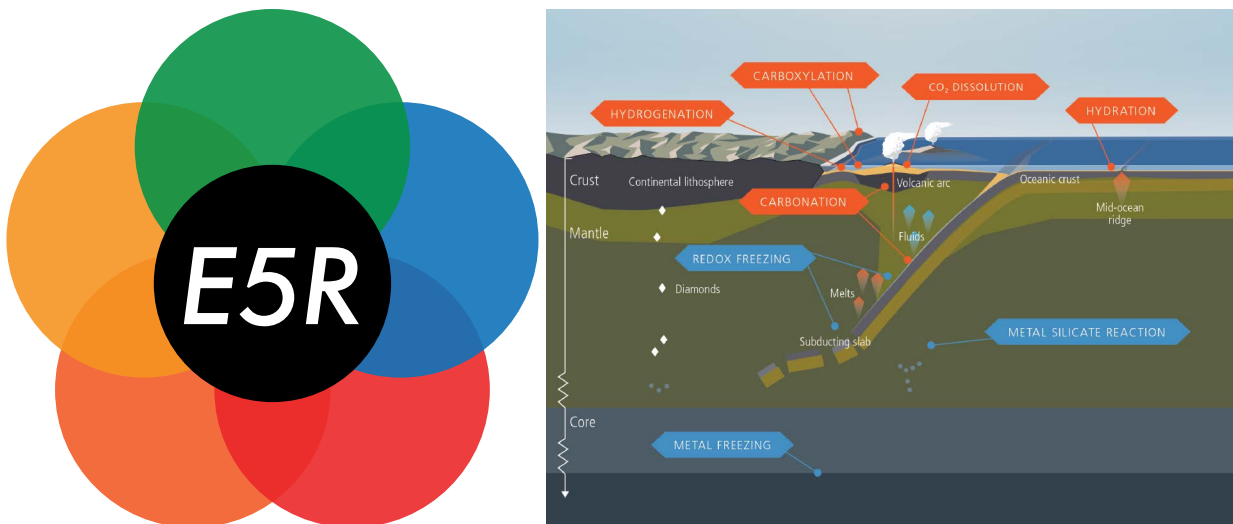 E5R
CARBOXYLATION
CO₂ DISSOLUTION
HYDROGENATION
HYDRATION
Crust
Continental lithosphere
Volcanic arc
Oceanic crust
CARBONATION
Mid-ocean
ridge
Mantle
Fluids
REDOX FREEZING
Diamonds
Melts
METAL SILICATE REACTION
Subducting slab
Core
METAL FREEZING